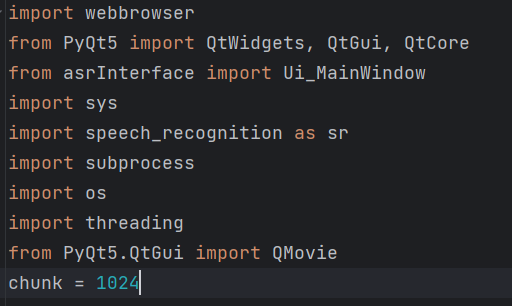 import webbrowser
from PyQt5 import QtWidgets, QtGui, QtCore
from asrInterface import Ui_MainWindow
import sys
import speech_recognition as sr
import subprocess
import os
import threading
from PyQt5.QtGui import QMovie
chunk = 1024